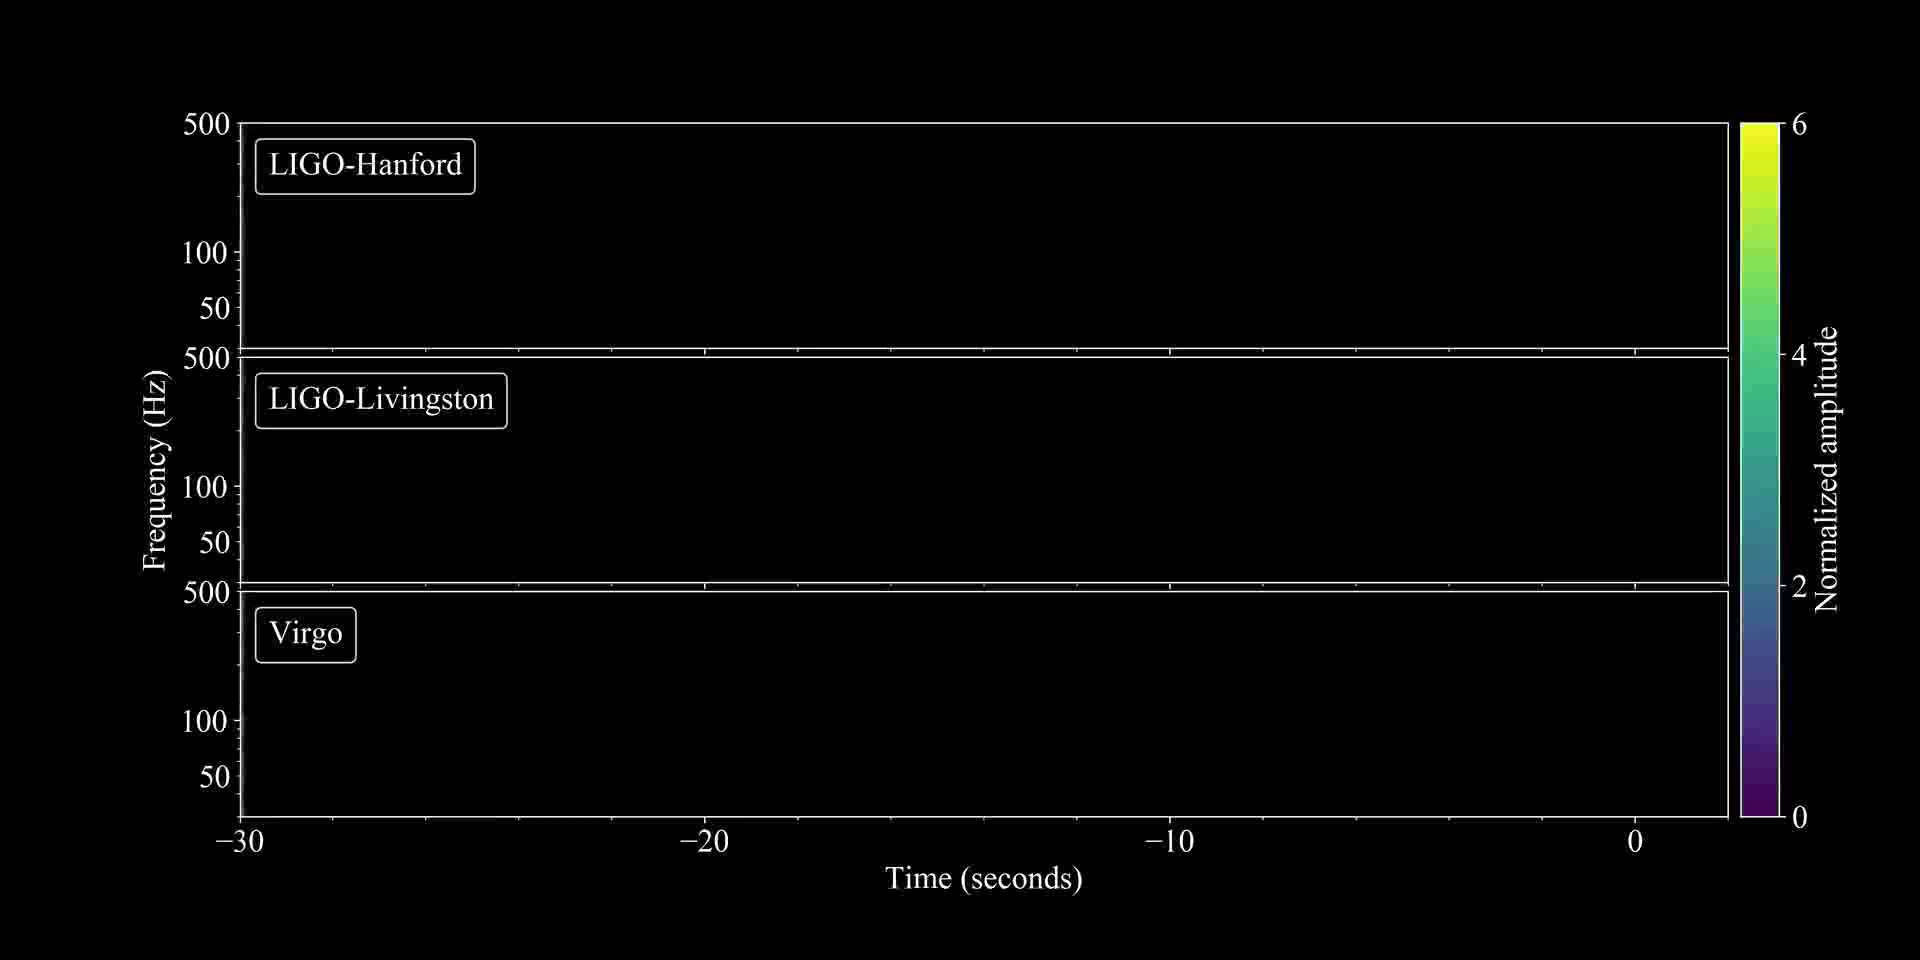 500
LIGO-Hanford
100
50
500
LIGO-Livingston
100
50
500
Virgo
100
50
−30 −20 −10 0
Time (seconds)
Frequency (Hz)
6
4
2
0
Normalized amplitude